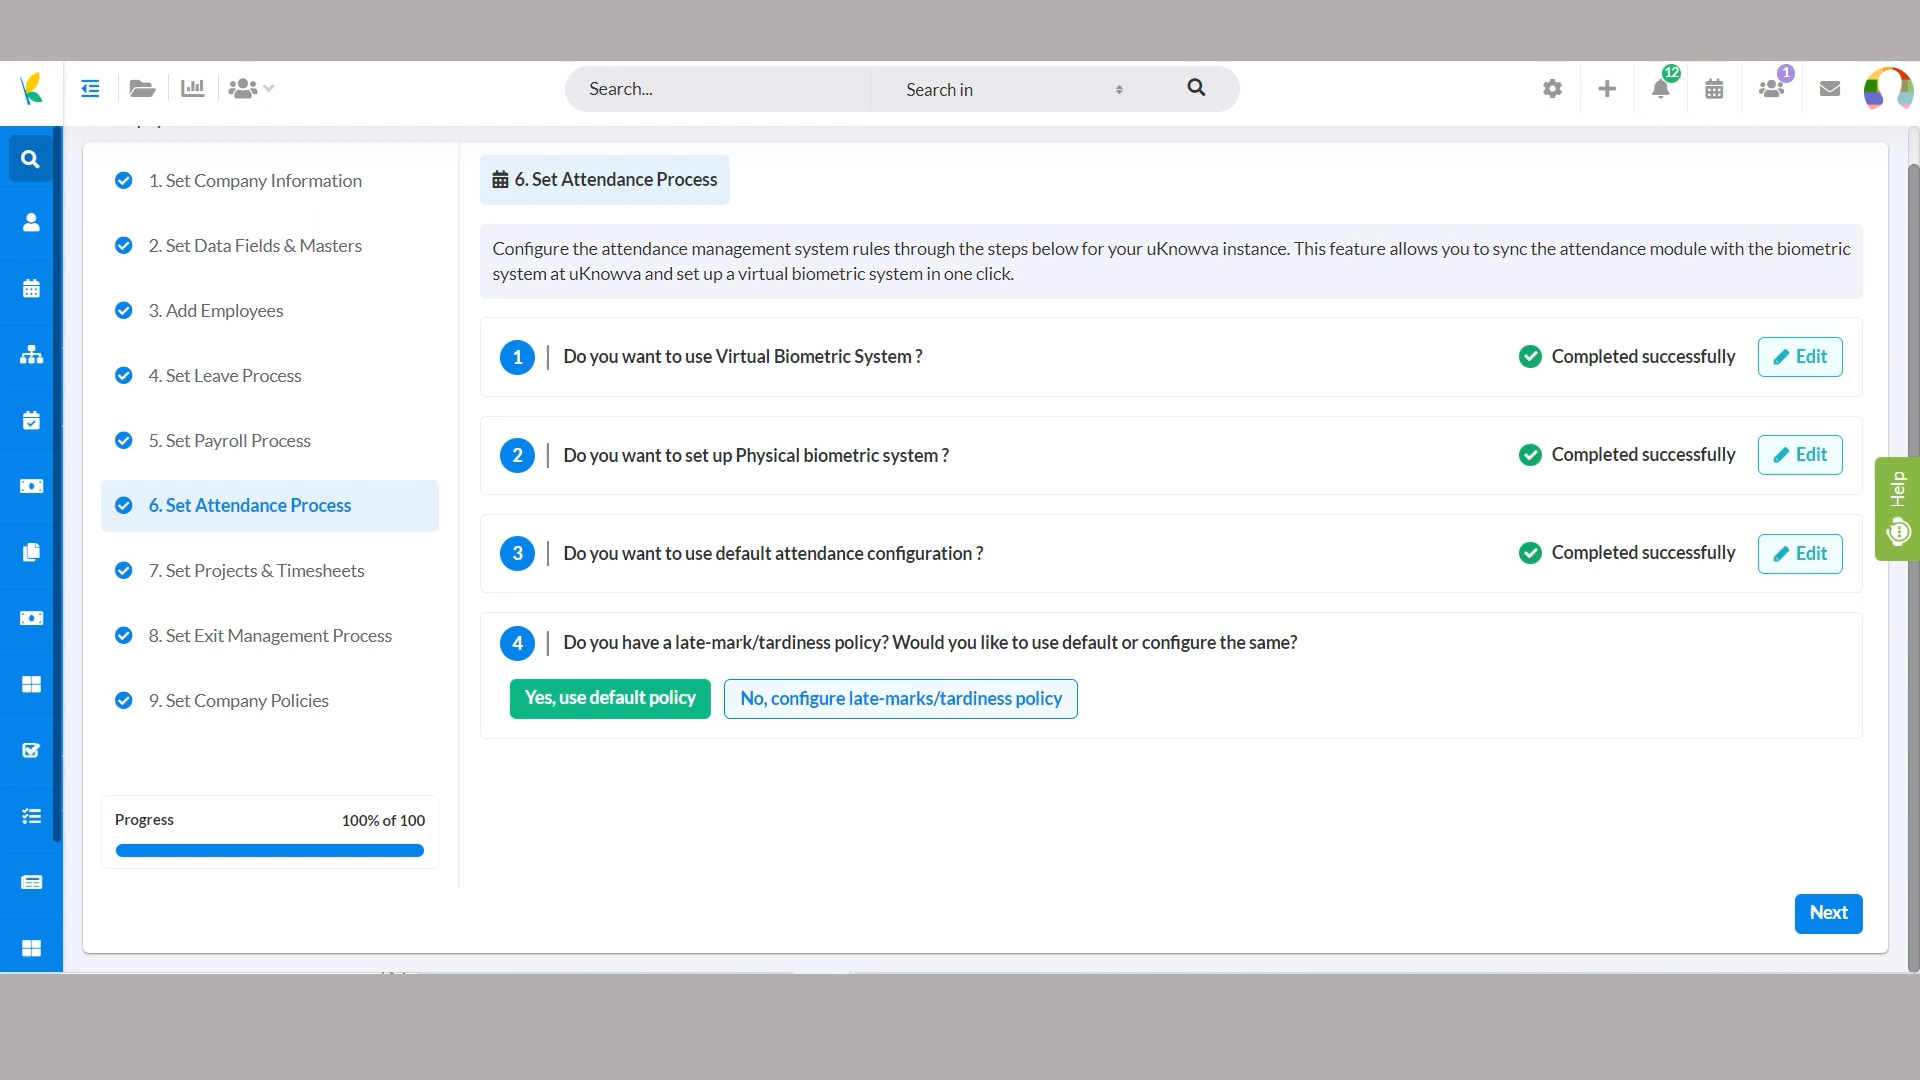 Search...
Search in
12
1
1. Set Company Information
2. Set Data Fields & Masters
3. Add Employees
4. Set Leave Process
5. Set Payroll Process
6. Set Attendance Process
7. Set Projects & Timesheets
8. Set Exit Management Process
9. Set Company Policies
Progress 100% of 100
6. Set Attendance Process
Configure the attendance management system rules through the steps below for your uKnowva instance. This feature allows you to sync the attendance module with the biometric
system at uKnowva and set up a virtual biometric system in one click.
1 | Do you want to use Virtual Biometric System ? Completed successfully Edit
2 | Do you want to set up Physical biometric system ? Completed successfully Edit
3 | Do you want to use default attendance configuration ? Completed successfully Edit
4 | Do you have a late-mark/tardiness policy? Would you like to use default or configure the same?
Yes, use default policy No, configure late-marks/tardiness policy
Next
Help